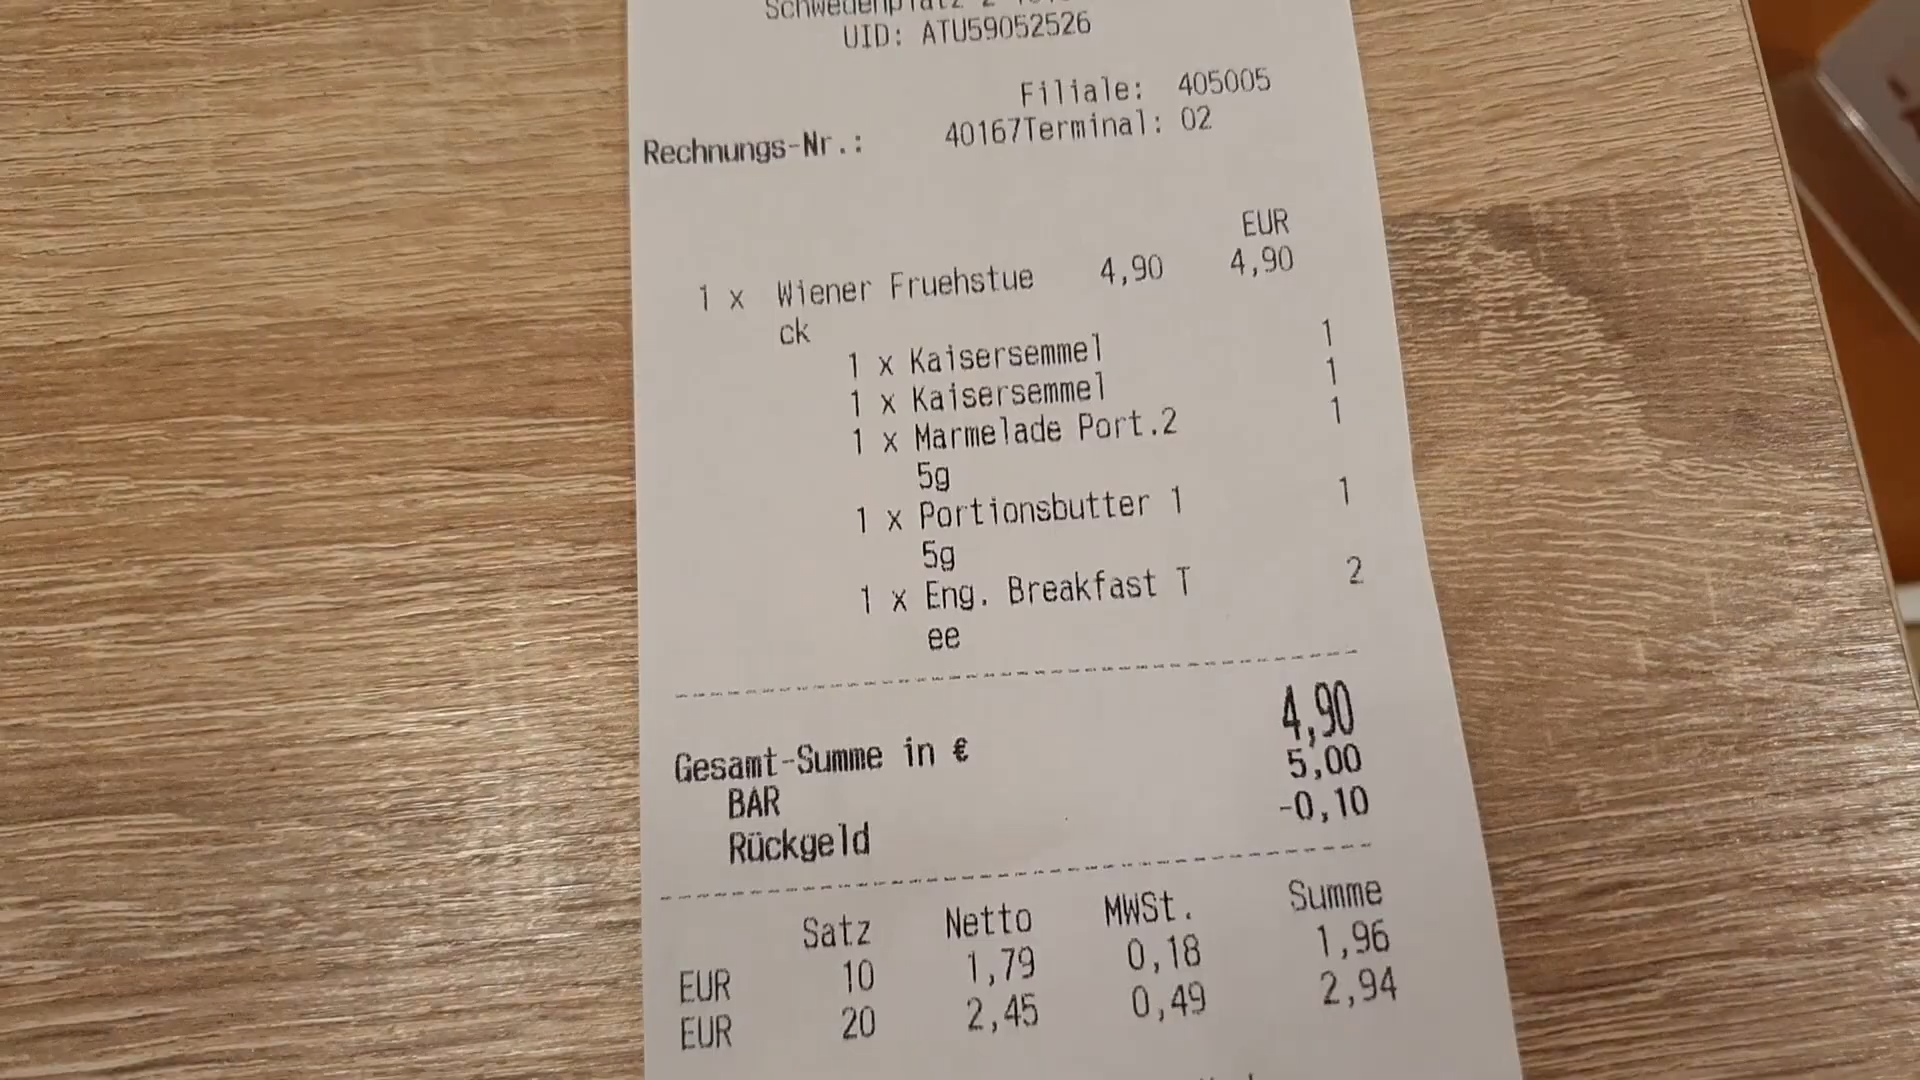 Schwedenplatz 2
UID: ATU59052526
Filiale: 405005
Rechnungs-Nr.: 40167Terminal: 02
EUR
1 x Wiener Fruehstue 4,90 4,90
ck
1 x Kaisersemmel 1
1 x Kaisersemmel 1
1 x Marmelade Port.2 1
5g
1 x Portionsbutter 1 1
5g
1 x Eng. Breakfast T 2
ee
Gesamt-Summe in € 4,90
BAR 5,00
Rückgeld -0,10
Satz Netto MWSt. Summe
EUR 10 1,79 0,18 1,96
EUR 20 2,45 0,49 2,94